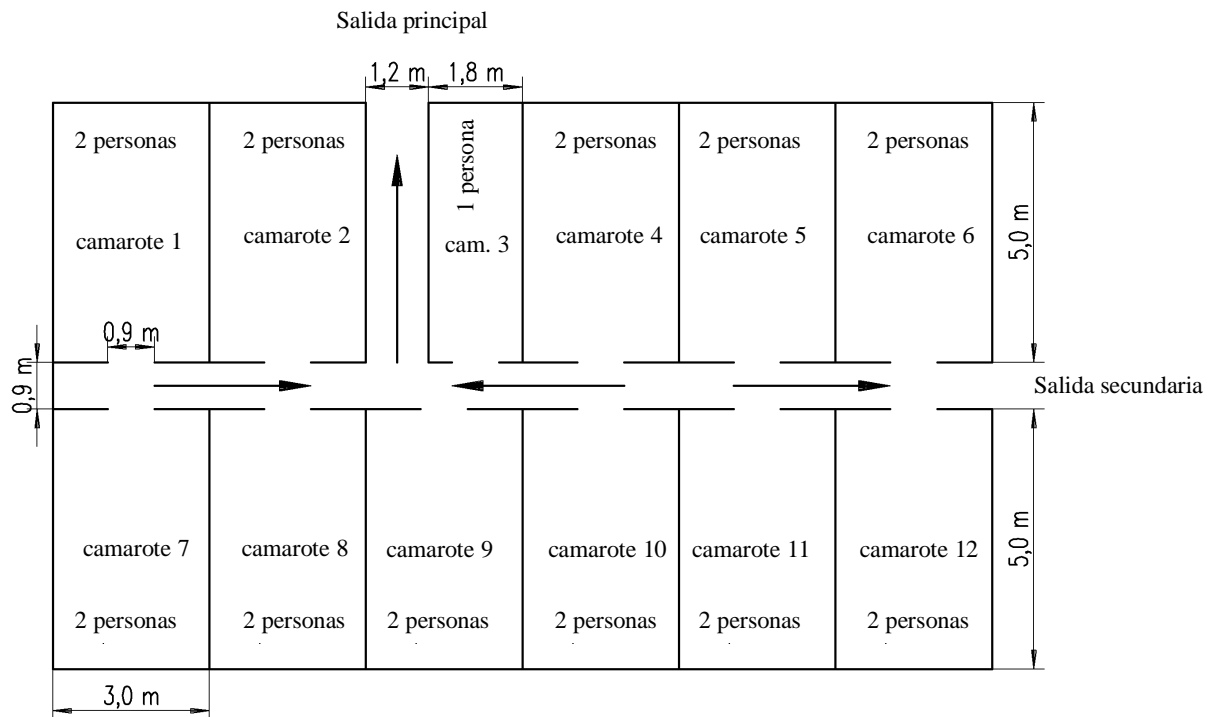 Salida principal
1,2 m
1,8 m
2 personas
2 personas
1 persona
2 personas
2 personas
2 personas
camarote 1
camarote 2
cam. 3
camarote 4
camarote 5
camarote 6
5,0 m
0,9 m
0,9 m
Salida secundaria
camarote 7
camarote 8
camarote 9
camarote 10
camarote 11
camarote 12
5,0 m
2 personas
2 personas
2 personas
2 personas
2 personas
2 personas
3,0 m